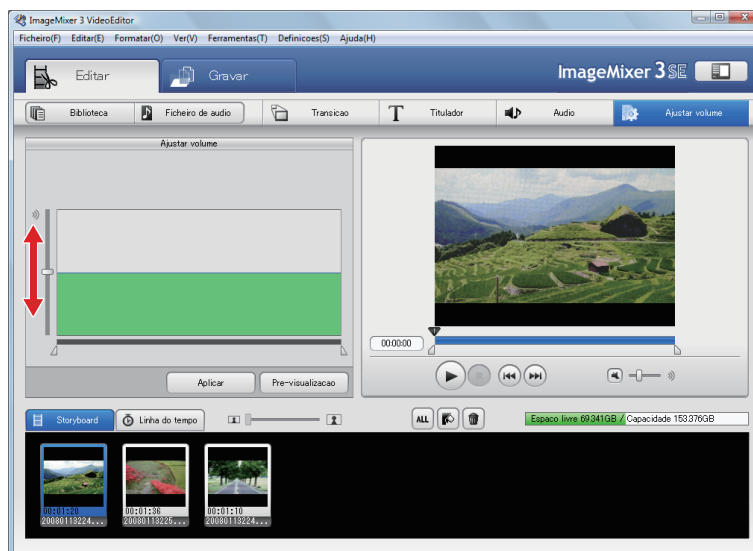 ImageMixer 3 VideoEditor
Ficheiro(F) Editar(E) Formatar(O) Ver(V) Ferramentas(T) Definicoes(S) Ajuda(H)
Editar Gravar ImageMixer 3 SE
Biblioteca Ficheiro de audio Transicao T Titulador Audio Ajustar volume
Ajustar volume
00:00:00
Aplicar Pre-visualizacao
Storyboard Linha do tempo ALL Espaco livre 69.341GB / Capacidade 153.376GB
00:01:20 00:01:36 00:01:10
20080113224... 20080113225... 20080113224...